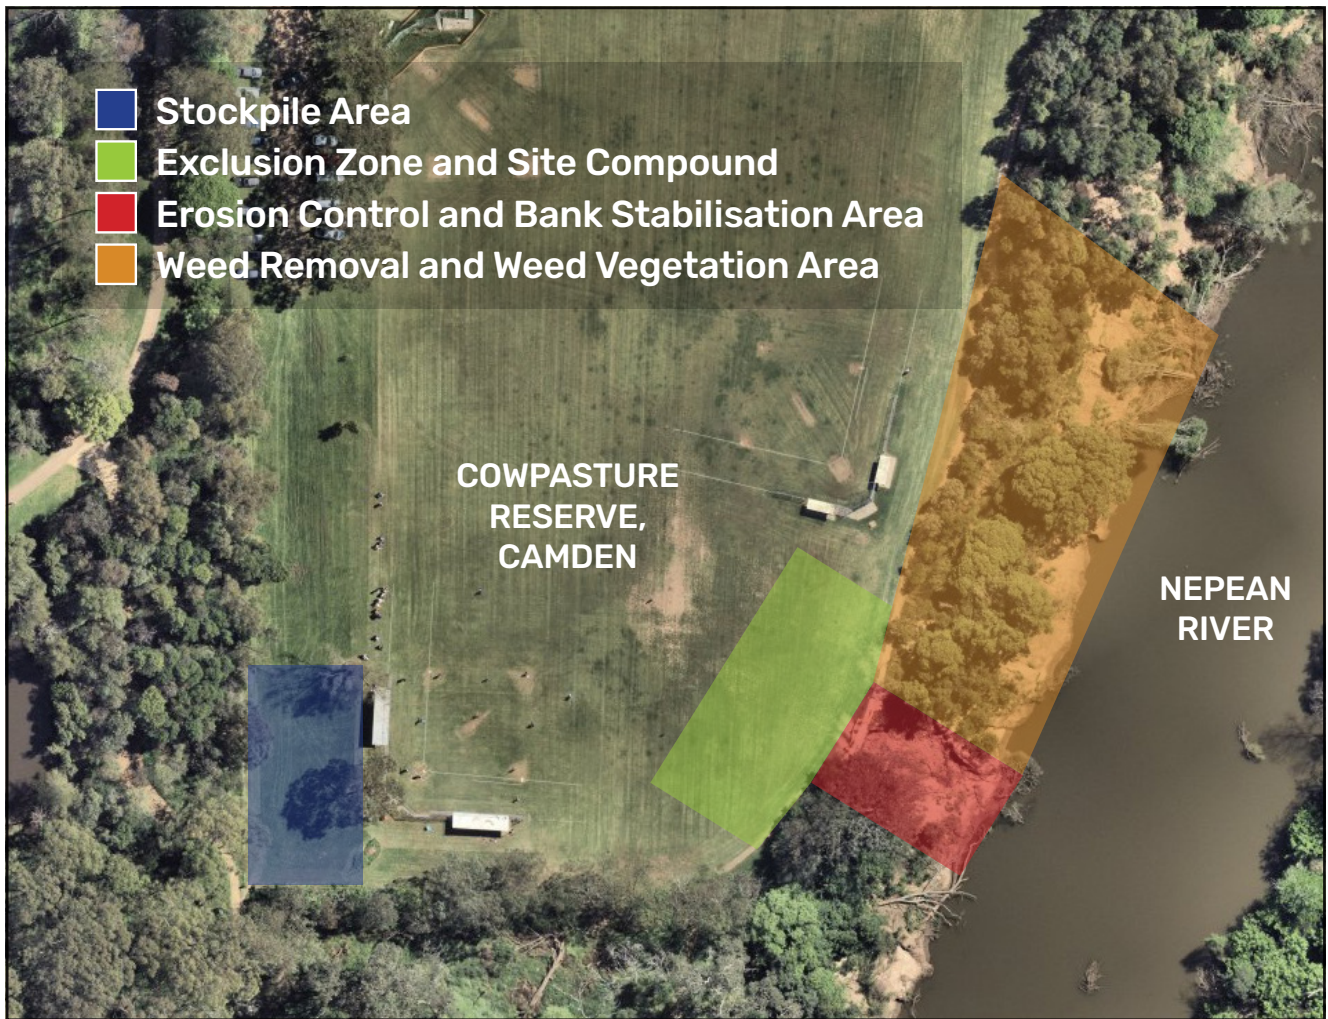 Stockpile Area
Exclusion Zone and Site Compound
Erosion Control and Bank Stabilisation Area
Weed Removal and Weed Vegetation Area
COWPASTURE
RESERVE,
CAMDEN
NEPEAN
RIVER